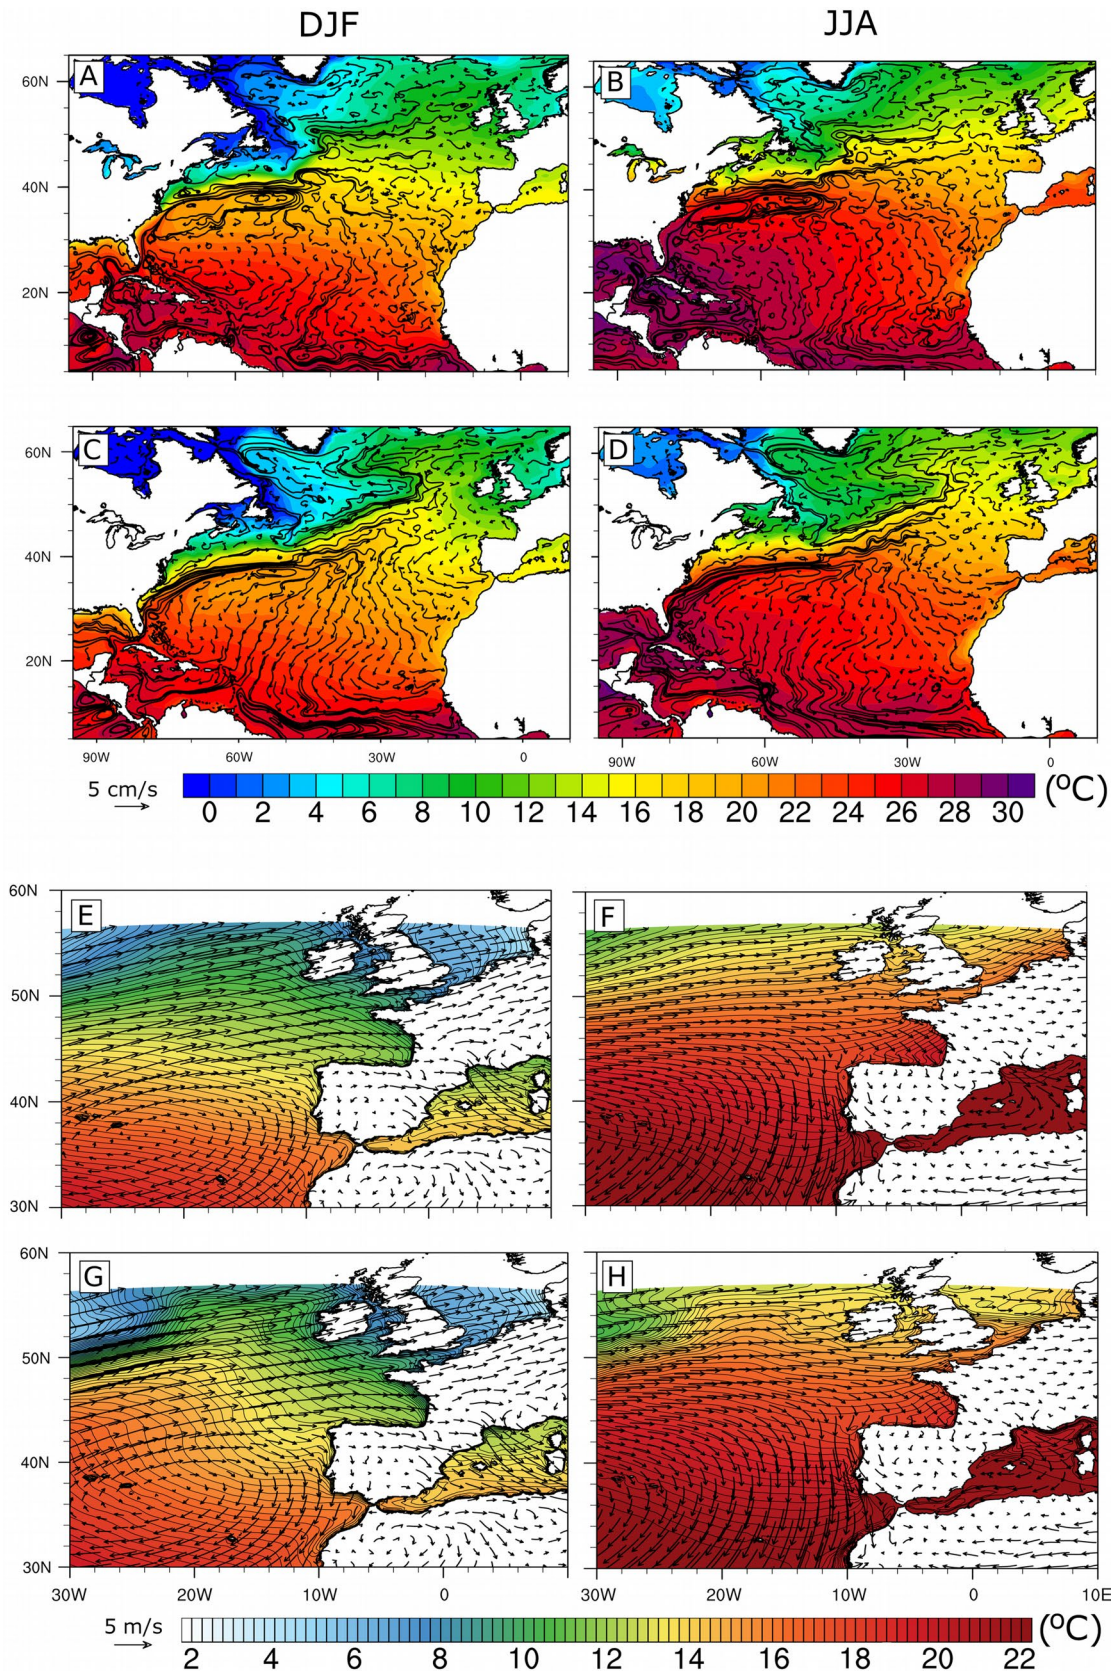 DJF JJA
A B
60N
40N
20N
C D
60N
40N
20N
90W 60W 30W 0 90W 60W 30W 0
5 cm/s 0 2 4 6 8 10 12 14 16 18 20 22 24 26 28 30 (ºC)
60N
E F
50N
40N
30N
60N
G H
50N
40N
30N
30W 20W 10W 0 30W 20W 10W 0 10E
5 m/s 2 4 6 8 10 12 14 16 18 20 22 (ºC)